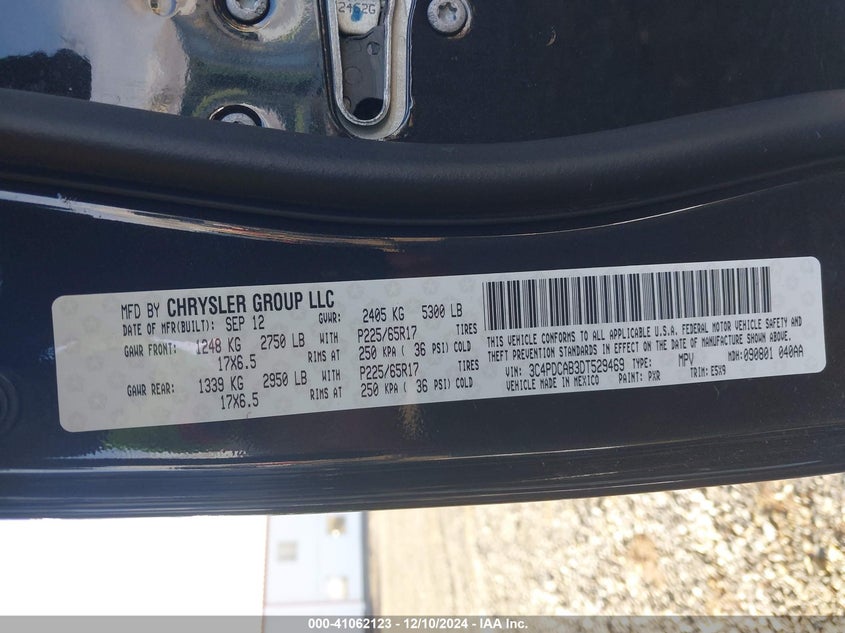 2462G
MFD BY CHRYSLER GROUP LLC
DATE OF MFR(BUILT): SEP 12 GVWR: 2405 KG 5300 LB
GAWR FRONT: 1248 KG 2750 LB WITH P225/65R17 TIRES
17X6.5 RIMS AT 250 KPA ( 36 PSI) COLD
GAWR REAR: 1339 KG 2950 LB WITH P225/65R17 TIRES
17X6.5 RIMS AT 250 KPA ( 36 PSI) COLD
THIS VEHICLE CONFORMS TO ALL APPLICABLE U.S.A. FEDERAL MOTOR VEHICLE SAFETY AND
THEFT PREVENTION STANDARDS IN EFFECT ON THE DATE OF MANUFACTURE SHOWN ABOVE.
VIN: 3C4PDCAB3DT529469 TYPE: MPV MDH: 090801 040AA
VEHICLE MADE IN MEXICO PAINT: PXR TRIM: E5X9
000-41062123 - 12/10/2024 - IAA Inc.